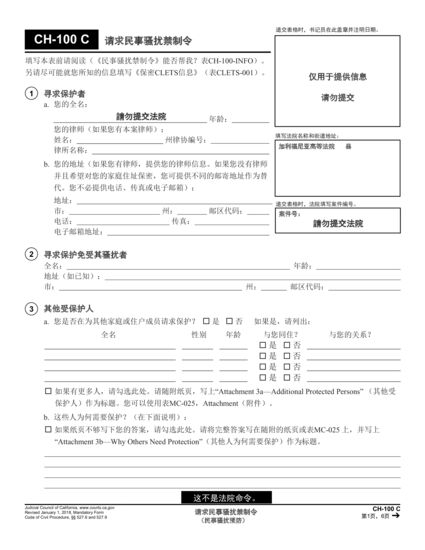 CH-100 C
请求民事骚扰禁制令
递交表格时，书记员在此盖章并注明日期。
填写本表前请阅读《民事骚扰禁制令》能否帮我？表CH-100-INFO）。
另请尽可能就您所知的信息填写《保密CLETS信息》（表CLETS-001）。
仅用于提供信息
请勿提交
1 寻求保护者
a. 您的全名：
請勿提交法院 年龄：
您的律师（如果您有本案律师）：
姓名： 州律协编号：
律所名称：
填写法院名称和街道地址：
加利福尼亚高等法院 县
b. 您的地址（如果您有律师，提供您的律师信息。如果您没有律师
并且希望对您的家庭住址保密，您可提供不同的邮寄地址作为替
代。您不必提供电话、传真或电子邮箱）：
地址：
市： 州： 邮区代码：
电话： 传真：
电子邮箱地址：
递交表格时，法院填写案件编号。
案件号：
請勿提交法院
2 寻求保护免受其骚扰者
全名： 年龄：
地址（如已知）：
市： 州： 邮区代码：
3 其他受保护人
a. 您是否在为其他家庭或住户成员请求保护？ 是 否 如果是，请列出：
全名 性别 年龄 与您同住？ 与您的关系？
是 否
是 否
是 否
是 否
如果有更多人，请勾选此处。请随附纸页，写上“Attachment 3a—Additional Protected Persons”（其他受
保护人）作为标题。您可以使用表MC-025，Attachment（附件）。
b. 这些人为何需要保护？（在下面说明）：
如果纸页不够写下您的答案，请勾选此处。请将完整答案写在随附的纸页或表MC-025 上，并写上
“Attachment 3b—Why Others Need Protection”（其他人为何需要保护）作为标题。
这不是法院命令。
Judicial Council of California, www.courts.ca.gov
Revised January 1, 2018, Mandatory Form
Code of Civil Procedure, §§ 527.6 and 527.9
请求民事骚扰禁制令
（民事骚扰预防）
CH-100 C
第1页，6页 →